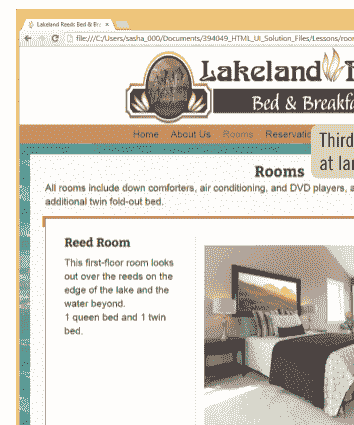 Lakeland Reeds Bed & Bre
file:///C:/Users/sasha_000/Documents/394049_HTML_UI_Solution_Files/Lessons/roor
Lakeland
Bed & Breakfa
Home About Us Rooms Reservatio
Third
at lar
Rooms
All rooms include down comforters, air conditioning, and DVD players, a
additional twin fold-out bed.
Reed Room
This first-floor room looks
out over the reeds on the
edge of the lake and the
water beyond.
1 queen bed and 1 twin
bed.